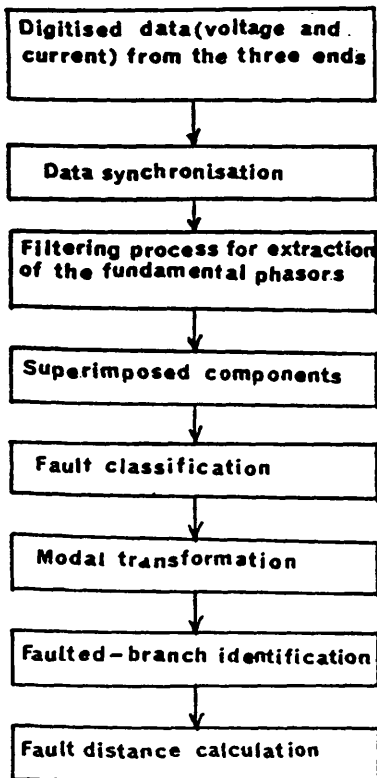 Digitised data(voltage and.
current) from the three ends
Data synchronisation
Filtering process for extraction
of the fundamental phasors
Superimposed components
Fault classification
Modal transformation
Faulted-branch identification
Fault distance calculation